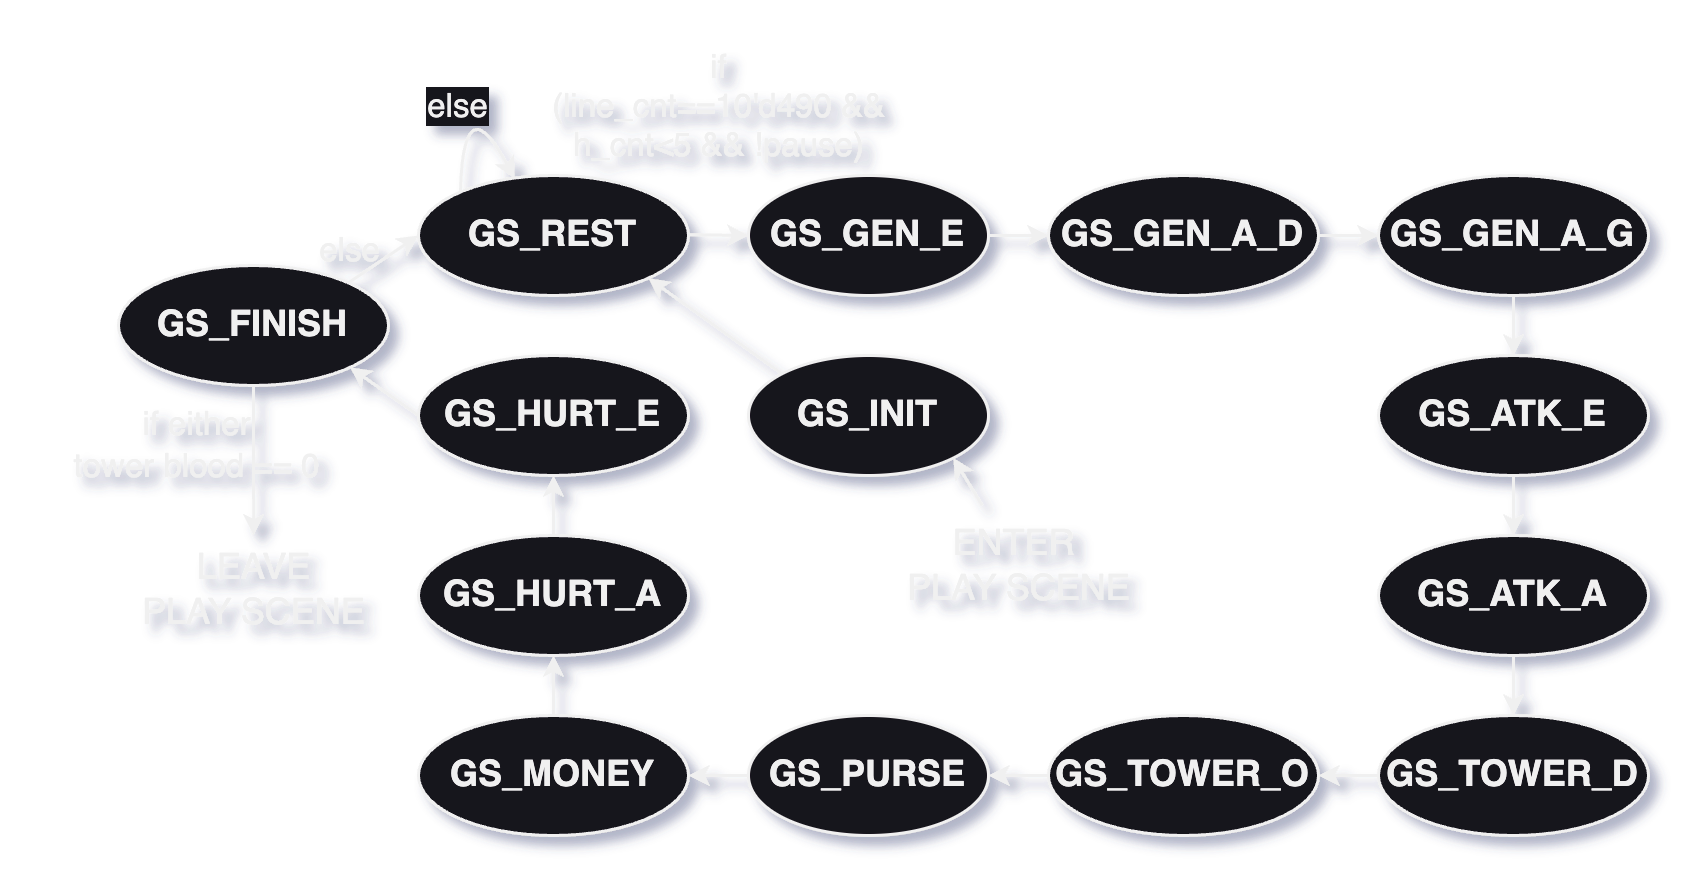 if
(line_cnt==10'd490 &&
h_cnt<5 && !pause)
else
GS_REST
GS_GEN_E
GS_GEN_A_D
GS_GEN_A_G
else
GS_FINISH
GS_HURT_E
GS_INIT
GS_ATK_E
if either
tower blood == 0
ENTER
PLAY SCENE
LEAVE
PLAY SCENE
GS_HURT_A
GS_ATK_A
GS_MONEY
GS_PURSE
GS_TOWER_O
GS_TOWER_D